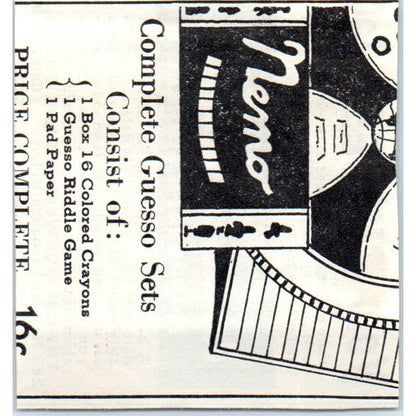 Nemo
Complete Guesso Sets
Consist of:
1 Box 16 Colored Crayons
1 Guesso Riddle Game
1 Pad Paper
PRICE COMPLETE 16c